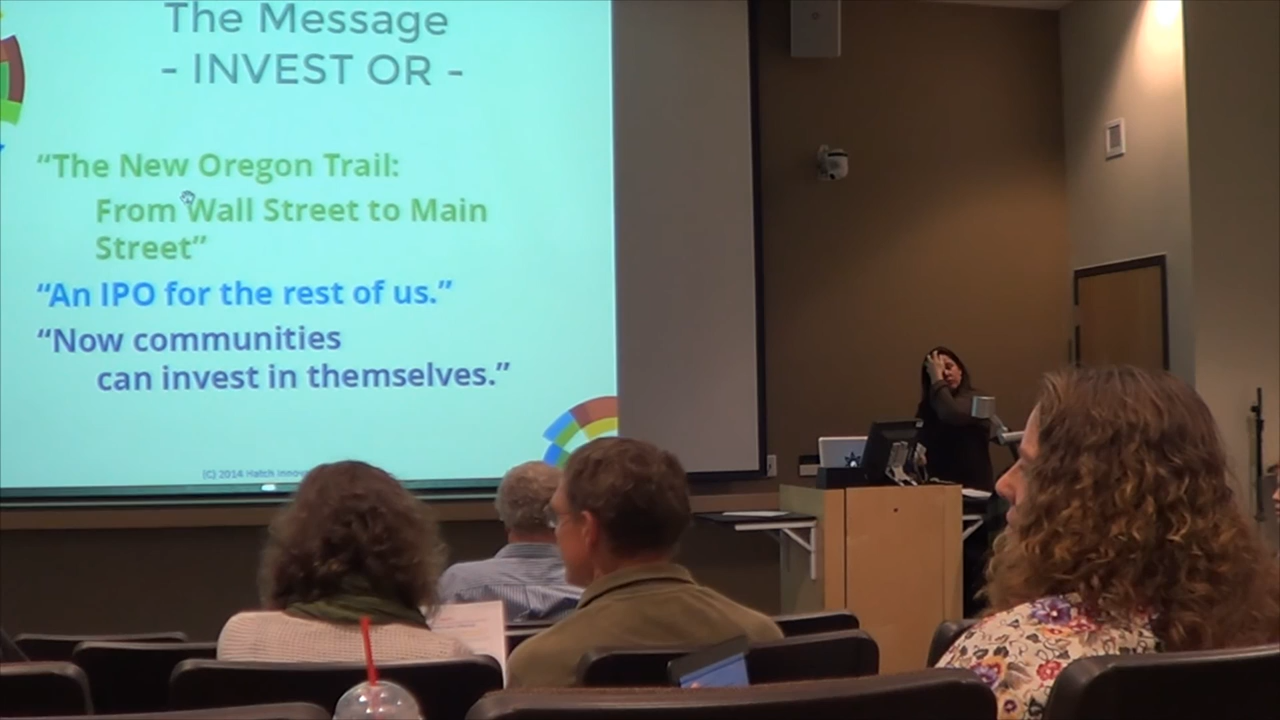 The Message
- INVEST OR -
“The New Oregon Trail:
From Wall Street to Main
Street”
“An IPO for the rest of us.”
“Now communities
can invest in themselves.”
(C) 2014 Hatch